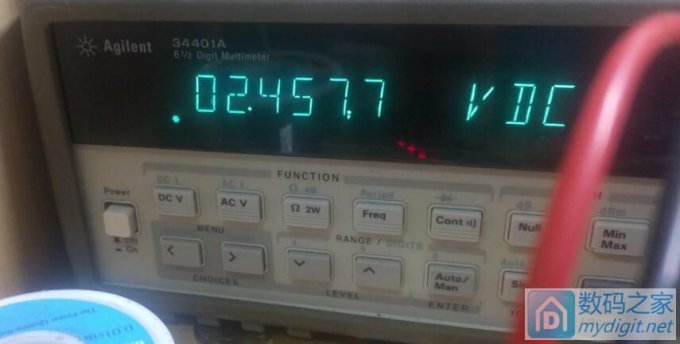 Agilent 34401A
6½ Digit Multimeter
02.457,7 VDC
FUNCTION
Power
DC I
AC I
Ω 4W
Period
dB
dBm
DC V
AC V
Ω 2W
Freq
Cont
Null
Min Max
Off
On
MENU
RANGE / DIGITS
< > Auto/ Man
CHOICES
LEVEL
ENTER
数码之家
mydigit.net